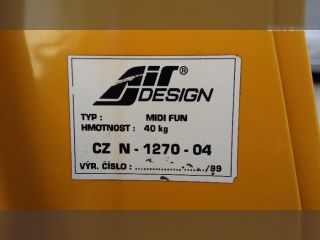 air®
DESIGN
TYP : MIDI FUN
HMOTNOST : 40 kg
CZ N - 1270 - 04
VÝR. ČÍSLO : ..................../99